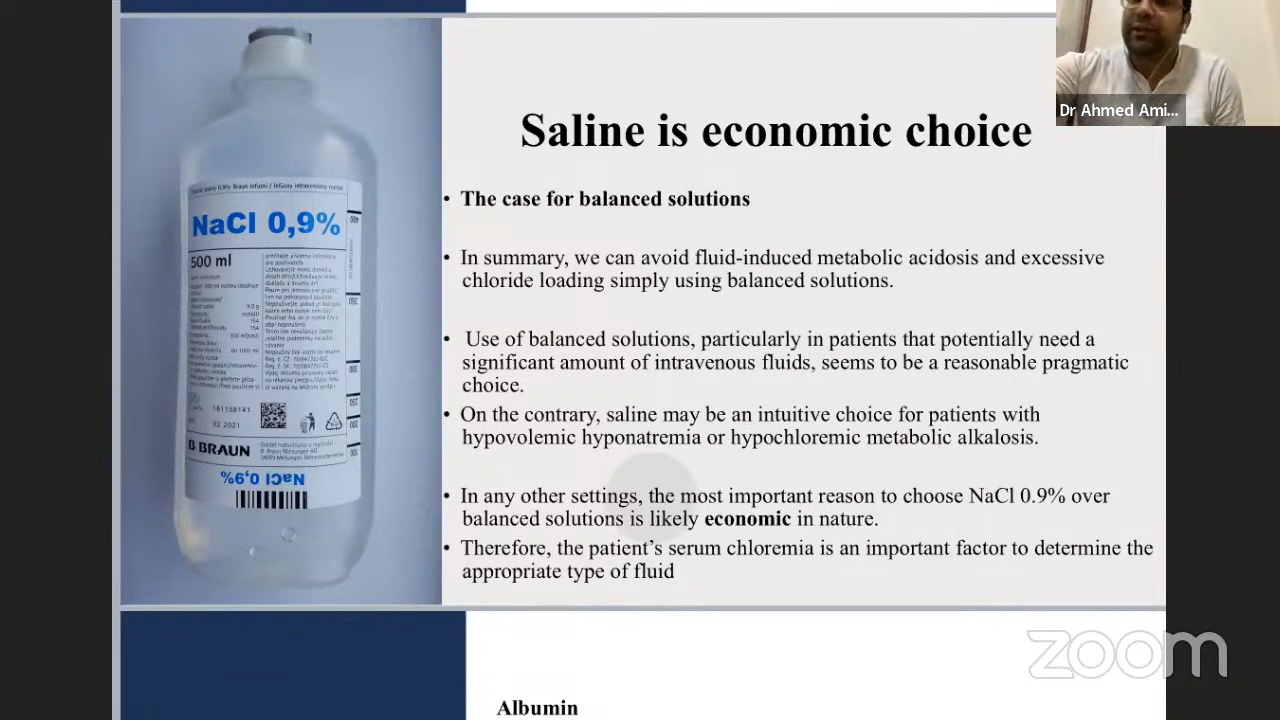 Saline is economic choice
Dr Ahmed Ami...
• The case for balanced solutions
• In summary, we can avoid fluid-induced metabolic acidosis and excessive
chloride loading simply using balanced solutions.
• Use of balanced solutions, particularly in patients that potentially need a
significant amount of intravenous fluids, seems to be a reasonable pragmatic
choice.
• On the contrary, saline may be an intuitive choice for patients with
hypovolemic hyponatremia or hypochloremic metabolic alkalosis.
• In any other settings, the most important reason to choose NaCl 0.9% over
balanced solutions is likely economic in nature.
• Therefore, the patient's serum chloremia is an important factor to determine the
appropriate type of fluid
NaCl 0,9%
500 ml
181158141
02.2021
B BRAUN
NaCl 0,9%
zoom
Albumin